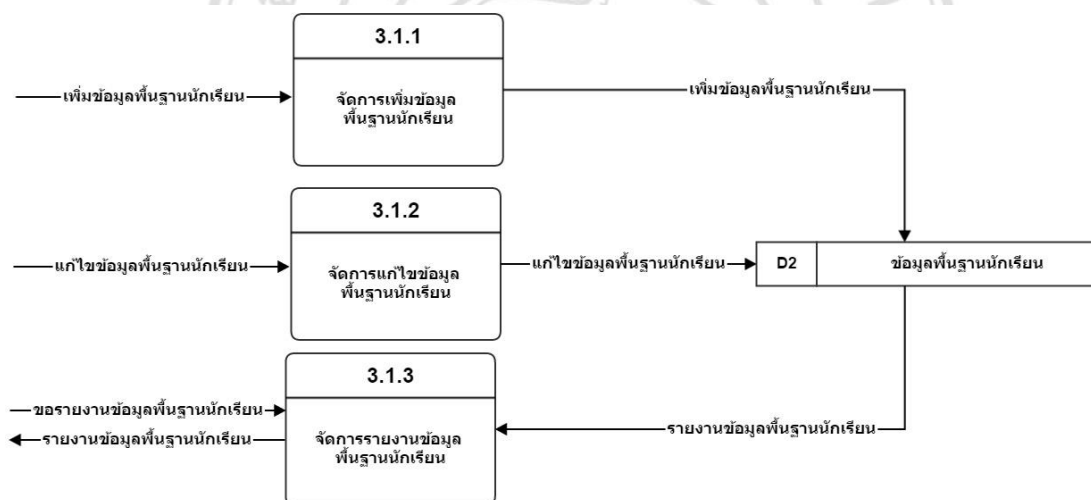 3.1.1
เพิ่มข้อมูลพื้นฐานนักเรียน
จัดการเพิ่มข้อมูล
พื้นฐานนักเรียน
เพิ่มข้อมูลพื้นฐานนักเรียน
3.1.2
แก้ไขข้อมูลพื้นฐานนักเรียน
จัดการแก้ไขข้อมูล
พื้นฐานนักเรียน
แก้ไขข้อมูลพื้นฐานนักเรียน
D2
ข้อมูลพื้นฐานนักเรียน
3.1.3
ขอรายงานข้อมูลพื้นฐานนักเรียน
รายงานข้อมูลพื้นฐานนักเรียน
จัดการรายงานข้อมูล
พื้นฐานนักเรียน
รายงานข้อมูลพื้นฐานนักเรียน